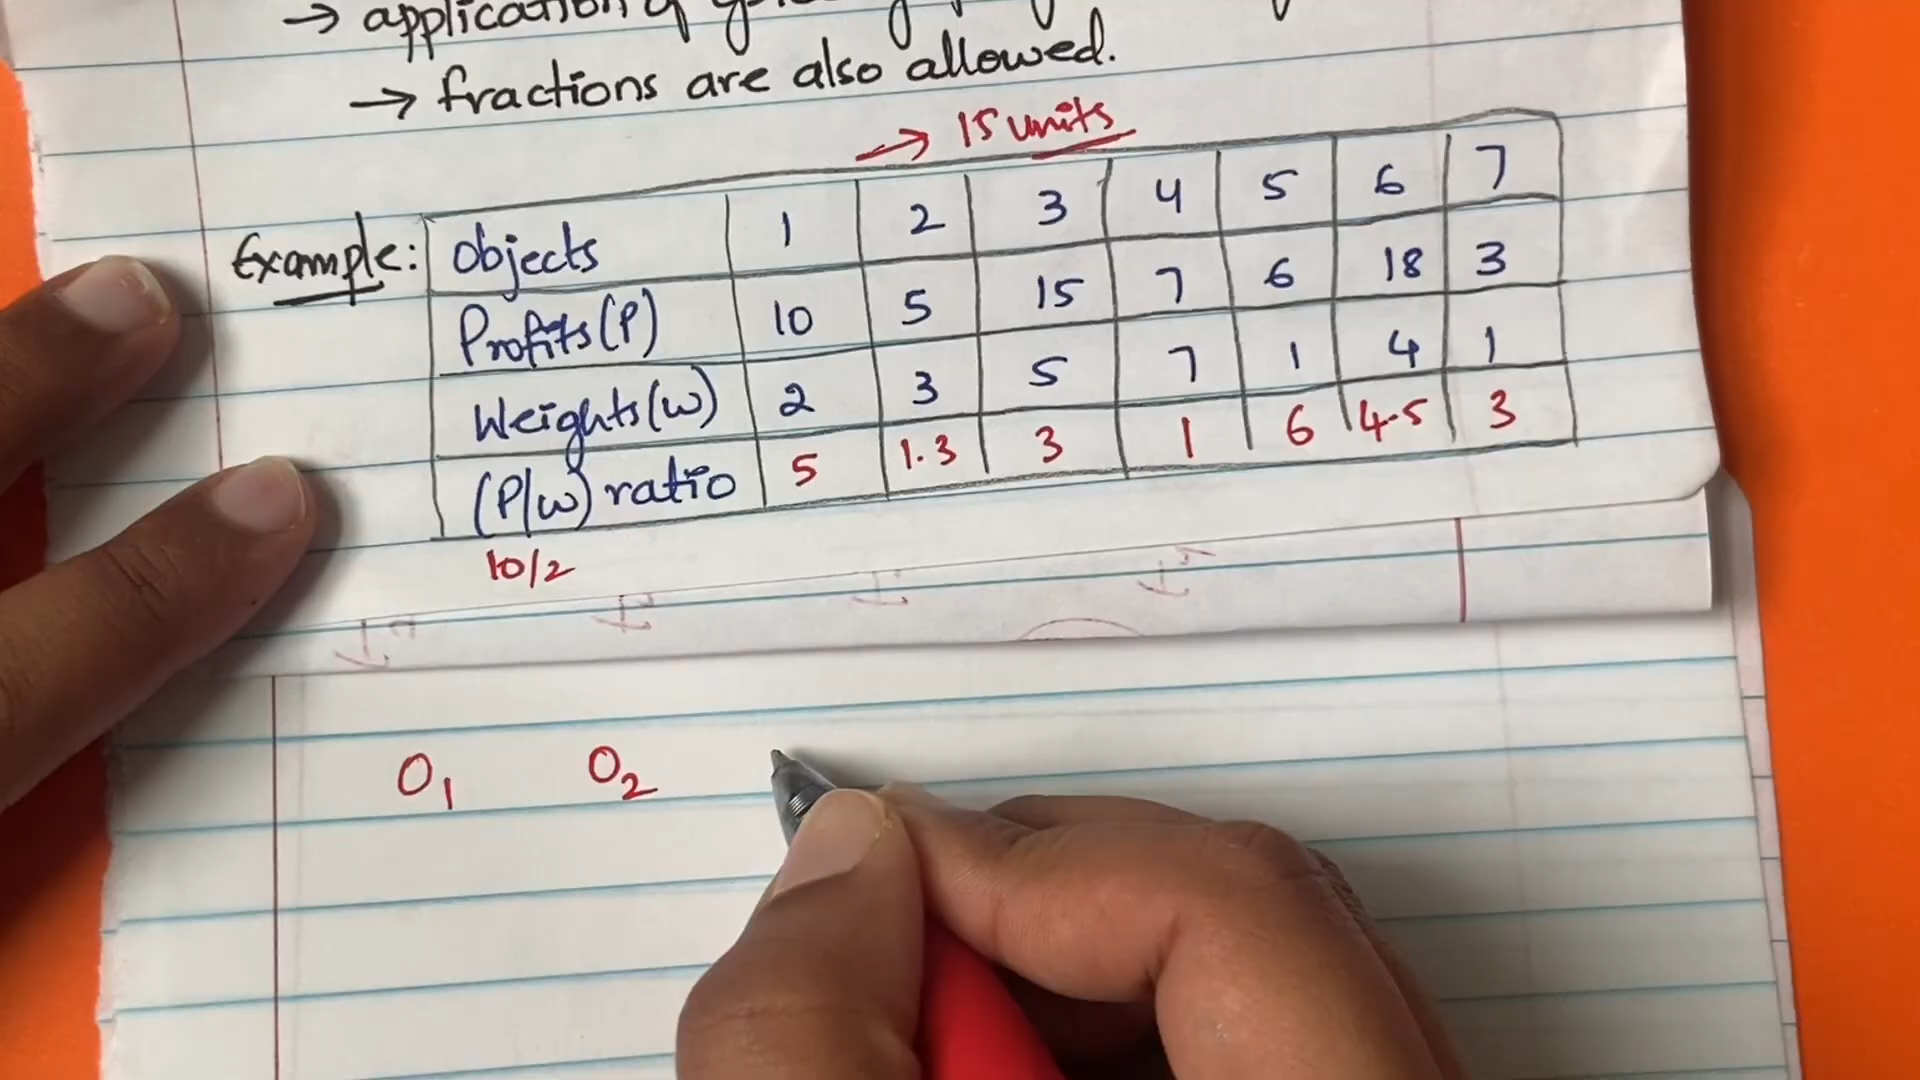 → application of
→ fractions are also allowed.
→ 15 units
Example: Objects 1 2 3 4 5 6 7
Profits(P) 10 5 15 7 6 18 3
Weights(w) 2 3 5 7 1 4 1
(P/w) ratio 5 1.3 3 1 6 4.5 3
10/2
O1 O2